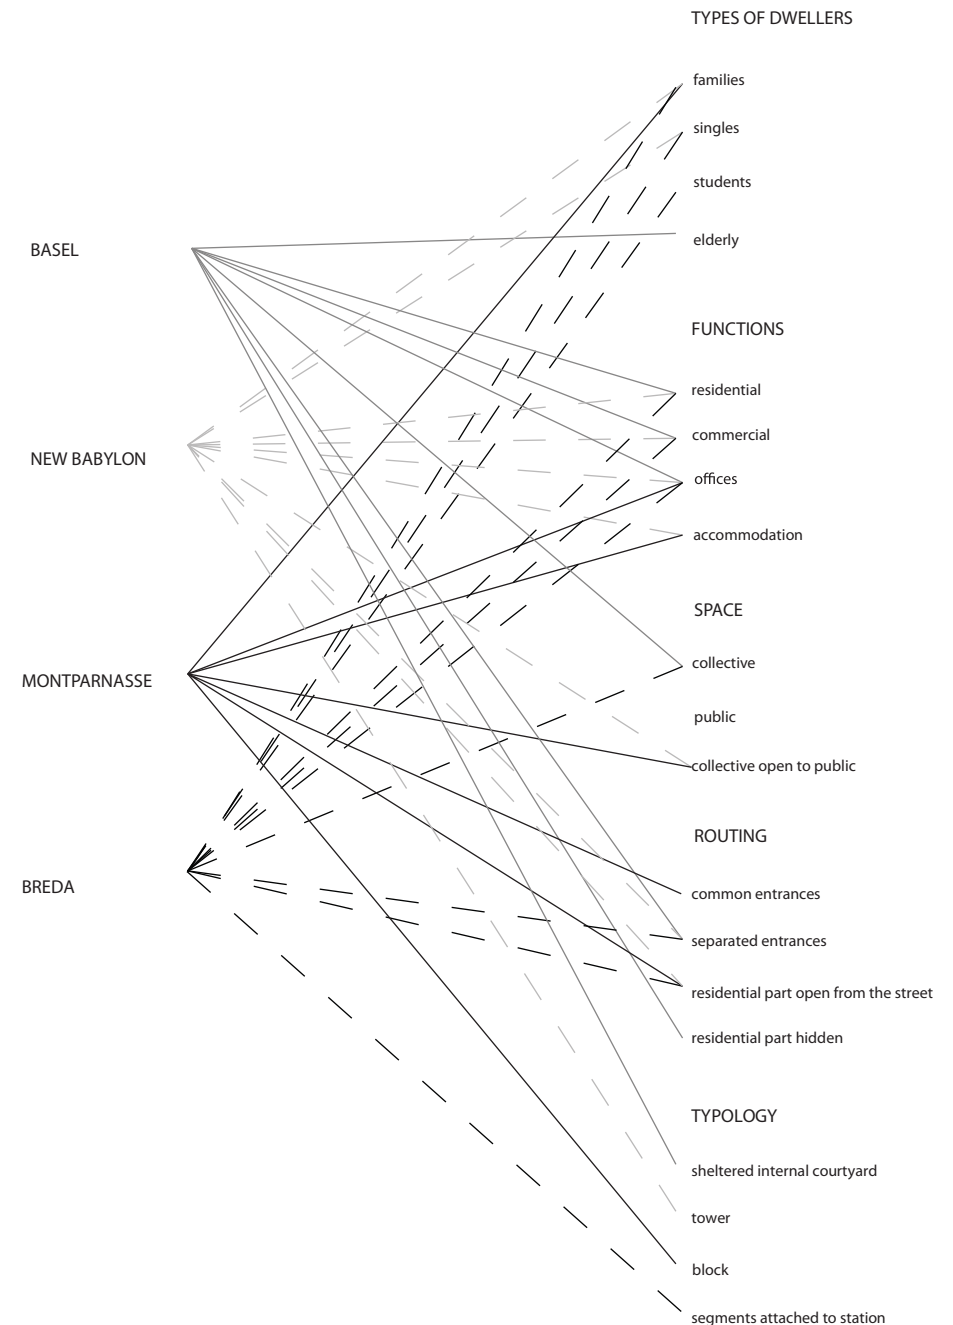 TYPES OF DWELLERS
families
singles
students
elderly
BASEL
FUNCTIONS
residential
commercial
NEW BABYLON
offices
accommodation
SPACE
collective
MONTPARNASSE
public
collective open to public
ROUTING
BREDA
common entrances
separated entrances
residential part open from the street
residential part hidden
TYPOLOGY
sheltered internal courtyard
tower
block
segments attached to station